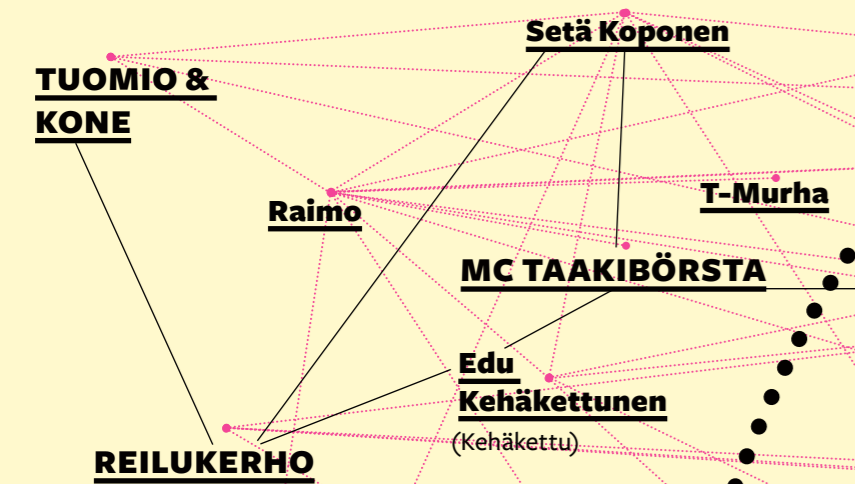 Setä Koponen
TUOMIO &
KONE
T-Murha
Raimo
MC TAAKIBÖRSTA
Edu
Kehäkettunen
(Kehäkettu)
REILUKERHO